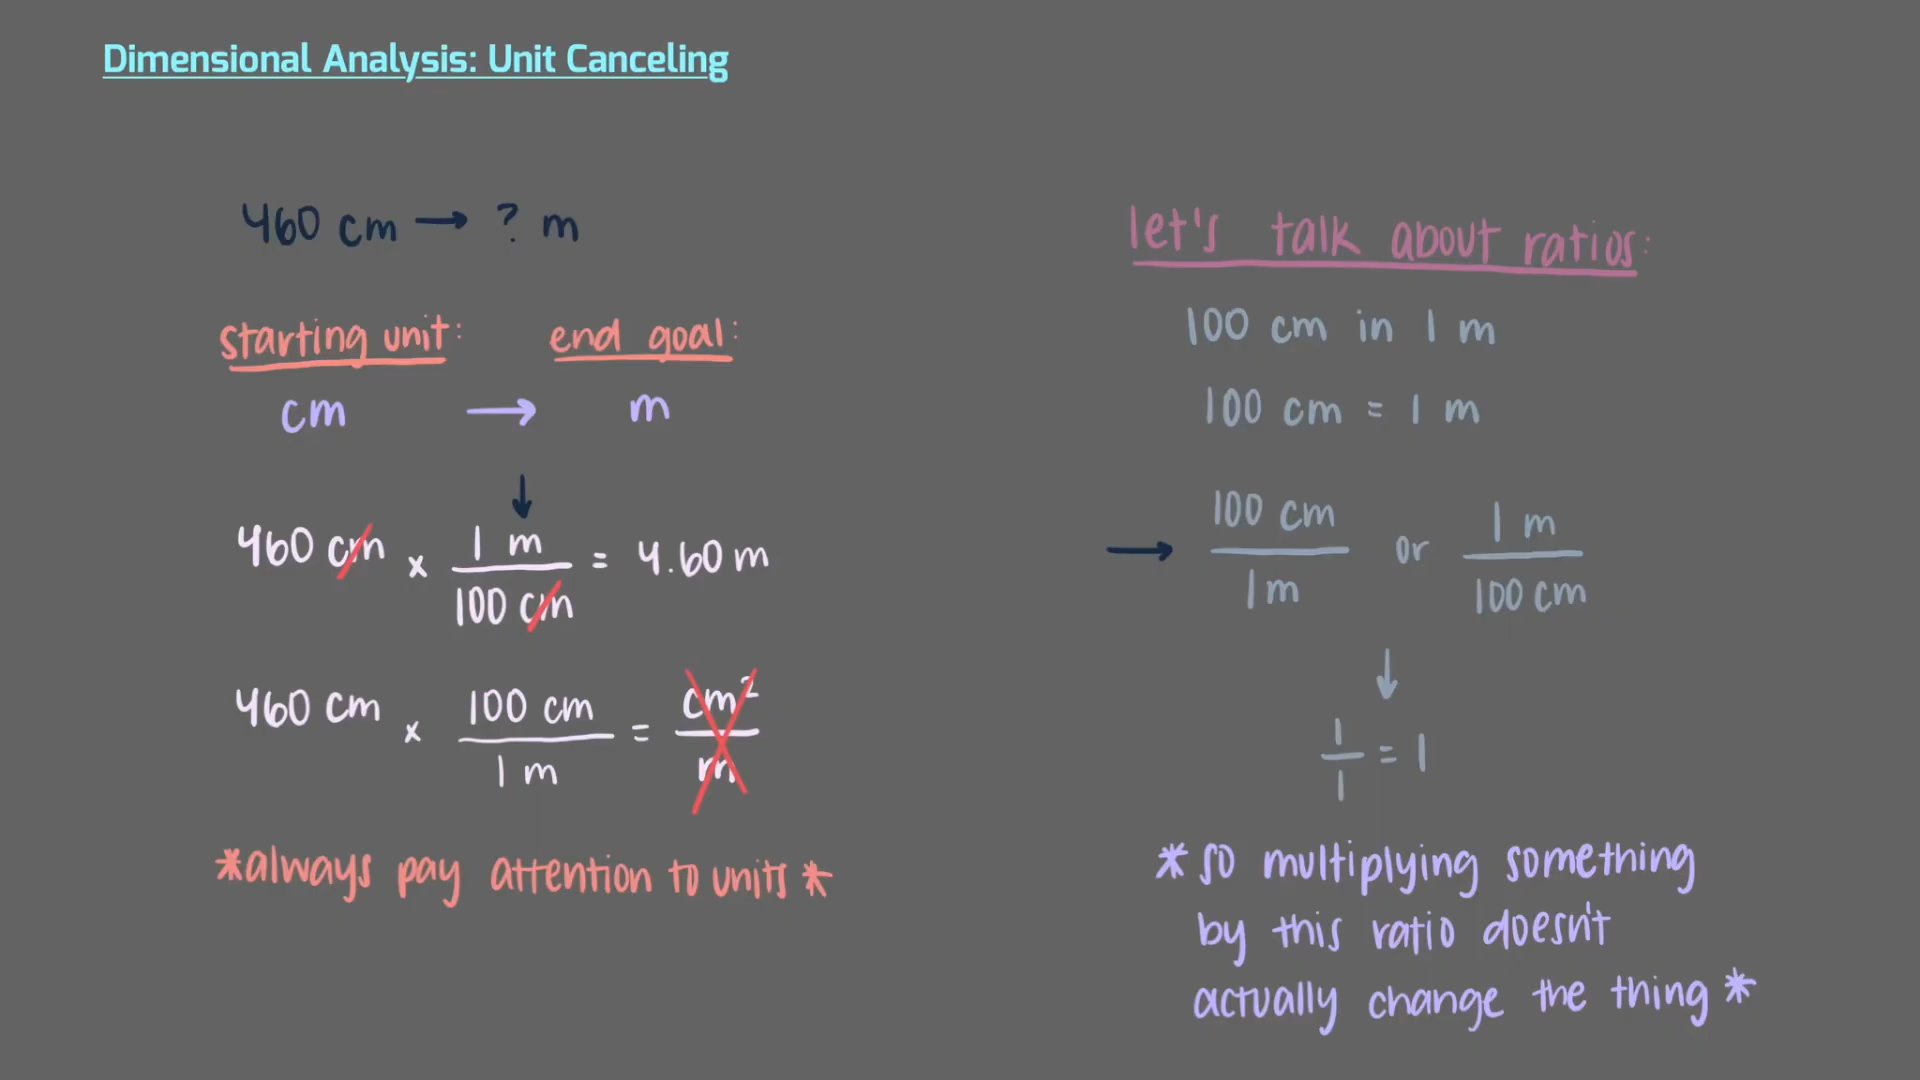 Dimensional Analysis: Unit Canceling
460 cm → ? m
starting unit: end goal:
cm → m
460 cm x 1 m / 100 cm = 4.60 m
460 cm x 100 cm / 1 m = cm² / m
*always pay attention to units*
let's talk about ratios:
100 cm in 1 m
100 cm = 1 m
→ 100 cm / 1 m or 1 m / 100 cm
↓
1 / 1 = 1
* so multiplying something
by this ratio doesn't
actually change the thing *